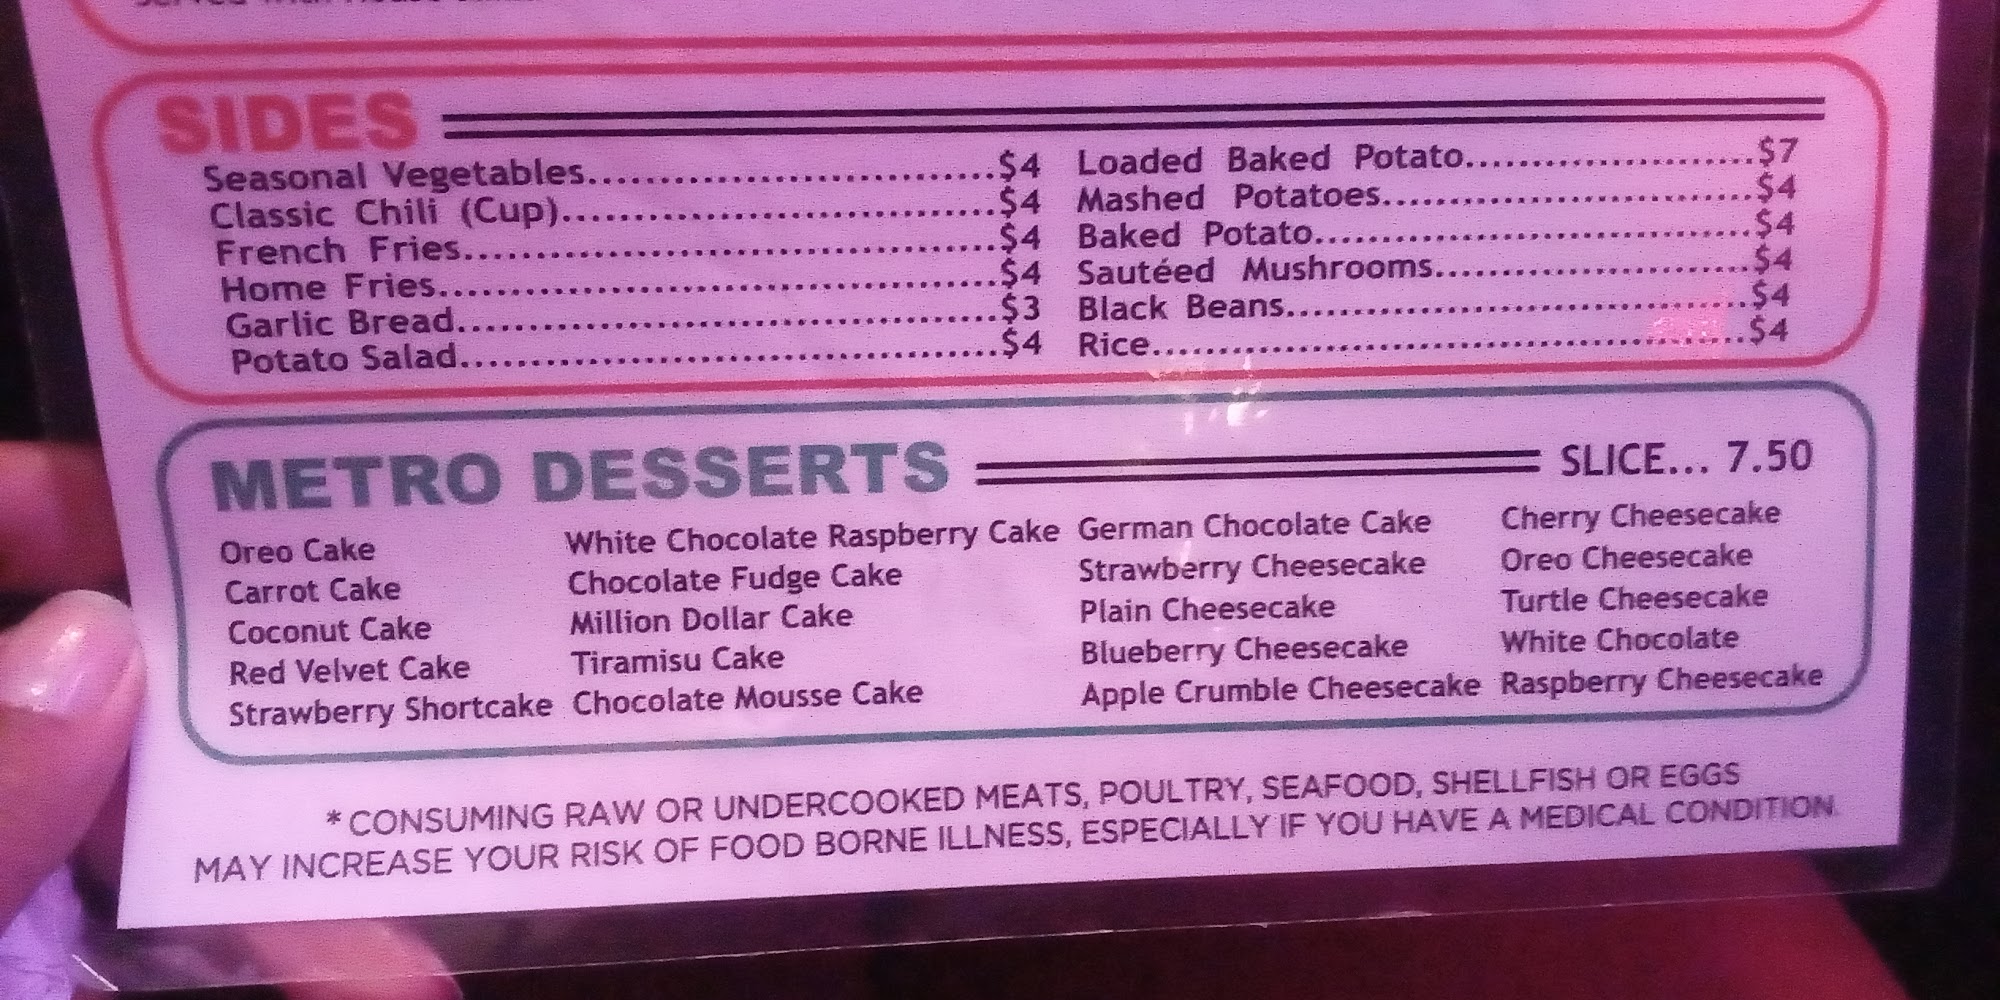 SIDES
Seasonal Vegetables....................$4
Classic Chili (Cup)....................$4
French Fries....................$4
Home Fries....................$4
Garlic Bread....................$3
Potato Salad....................$4
Loaded Baked Potato....................$7
Mashed Potatoes....................$4
Baked Potato....................$4
Sautéed Mushrooms....................$4
Black Beans....................$4
Rice....................$4
METRO DESSERTS
SLICE... 7.50
Oreo Cake
Carrot Cake
Coconut Cake
Red Velvet Cake
Strawberry Shortcake
White Chocolate Raspberry Cake
Chocolate Fudge Cake
Million Dollar Cake
Tiramisu Cake
Chocolate Mousse Cake
German Chocolate Cake
Strawberry Cheesecake
Plain Cheesecake
Blueberry Cheesecake
Apple Crumble Cheesecake
Cherry Cheesecake
Oreo Cheesecake
Turtle Cheesecake
White Chocolate
Raspberry Cheesecake
*CONSUMING RAW OR UNDERCOOKED MEATS, POULTRY, SEAFOOD, SHELLFISH OR EGGS
MAY INCREASE YOUR RISK OF FOOD BORNE ILLNESS, ESPECIALLY IF YOU HAVE A MEDICAL CONDITION.